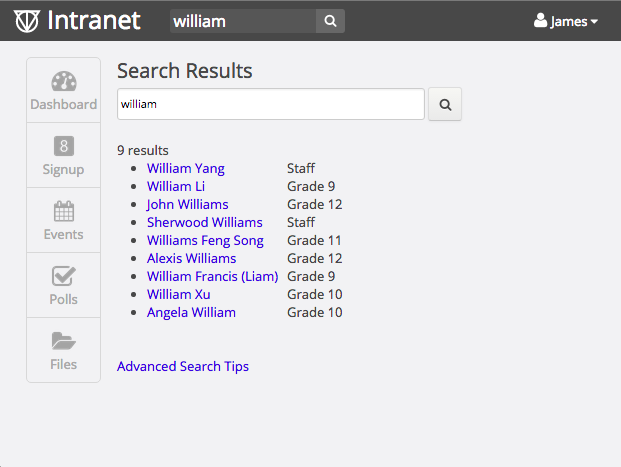 Intranet william James
Search Results
Dashboard
william
9 results
William Yang Staff
8
Signup
William Li Grade 9
John Williams Grade 12
Sherwood Williams Staff
Events
Williams Feng Song Grade 11
Alexis Williams Grade 12
William Francis (Liam) Grade 9
William Xu Grade 10
Polls
Angela William Grade 10
Files
Advanced Search Tips